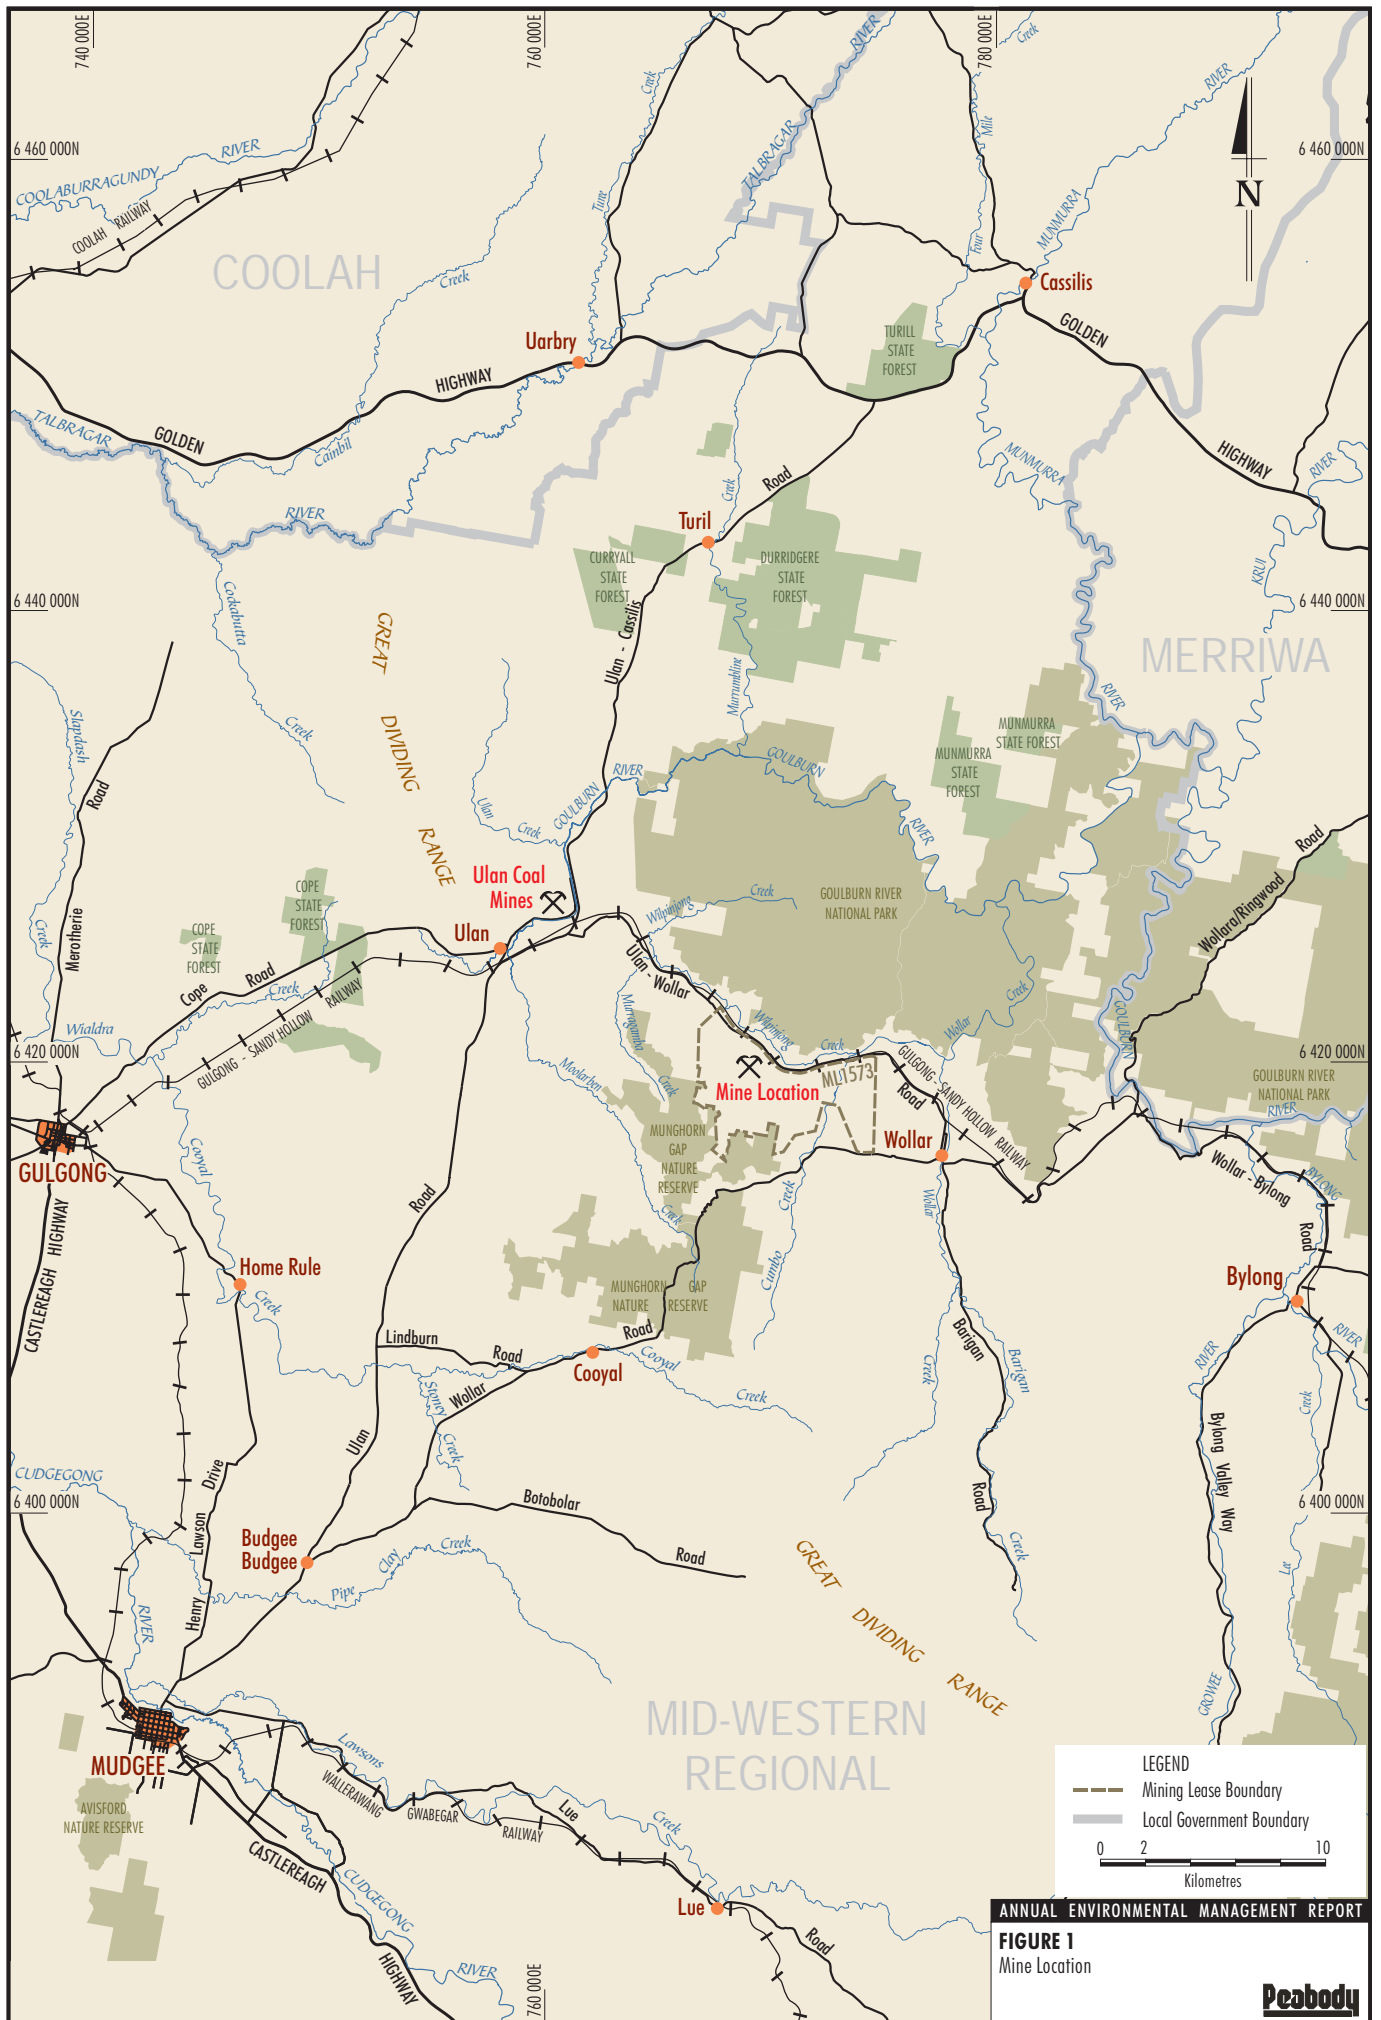 740 000E
760 000E
780 000E
Creek
RIVER
RIVER
Creek
6 460 000N
6 460 000N
COOLABURRAGUNDY
RIVER
COOLAH RAILWAY
TALBRAGAR
Mile
N
Turee
MUNMURRA
COOLAH
Four
Creek
Cassilis
GOLDEN
Uarbry
TURILL
STATE
FOREST
HIGHWAY
TALBRAGAR
GOLDEN
Cainbil
MUNMURRA
HIGHWAY
RIVER
Road
Creek
RIVER
Turil
CURRYALL
STATE
FOREST
DURRIDGERE
STATE
FOREST
KRUI
Cockabutta
6 440 000N
6 440 000N
GREAT
DIVIDING
RANGE
Ulan - Cassilis
MERRIWA
Murrumbline
RIVER
Slapdash
Creek
MUNMURRA
STATE FOREST
MUNMURRA
STATE
FOREST
GOULBURN
RIVER
Road
Ulan
Creek
GOULBURN
RIVER
Road
Ulan Coal
Mines
COPE
STATE
FOREST
Creek
Wilpinjong
GOULBURN RIVER
NATIONAL PARK
Wollara/Ringwood
COPE
STATE
FOREST
Ulan
Creek
Merotherie
Ulan - Wollar
Cope
Road
Creek
RAILWAY
Creek
Murragamba
Wilpinjong
Wollar
GOULBURN
Wialdra
GULGONG - SANDY HOLLOW
Creek
GULGONG - SANDY HOLLOW RAILWAY
6 420 000N
6 420 000N
Moolarben
Creek
Mine Location
ML1573
Road
GOULBURN RIVER
NATIONAL PARK
RIVER
GULGONG
Cooyal
MUNGHORN
GAP
NATURE
RESERVE
Wollar
Wollar - Bylong
BYLONG
Road
Creek
Wollar
Creek
Road
CASTLEREAGH HIGHWAY
Home Rule
Creek
Cumbo
MUNGHORN GAP
NATURE RESERVE
Bylong
Lindburn
Road
Road
Cooyal
Cooyal
Creek
Barigan
Barigan
Creek
RIVER
RIVER
Creek
Stoney
Creek
Wollar
Ulan
Bylong Valley Way
CUDGEGONG
Drive
6 400 000N
6 400 000N
Botobolar
Road
Road
Creek
Lawson
Budgee
Budgee
Clay
Creek
Pipe
Henry
RIVER
GREAT
DIVIDING
RANGE
Lee
GROWEE
MID-WESTERN
REGIONAL
MUDGEE
Lawsons
WALLERAWANG
GWABEGAR
RAILWAY
Lue
Creek
AVISFORD
NATURE RESERVE
CASTLEREAGH
CUDGEGONG
HIGHWAY
RIVER
Lue
Road
760 000E
LEGEND
Mining Lease Boundary
Local Government Boundary
0 2 10
Kilometres
ANNUAL ENVIRONMENTAL MANAGEMENT REPORT
FIGURE 1
Mine Location
Peabody